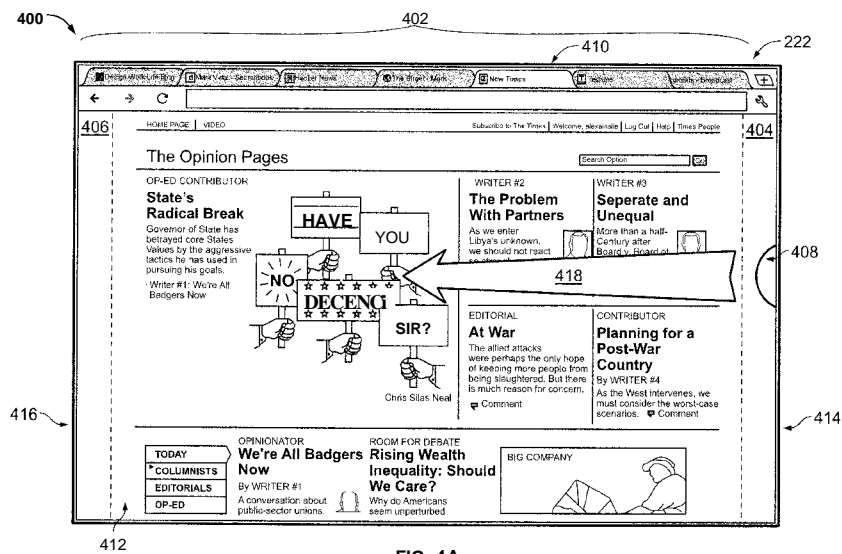 400
402
410
222
Hacker News
New Times
406
HOME PAGE | VIDEO
Subscribe to The Times | Welcome, alexainslie | Log Out | Help | Times People
404
The Opinion Pages
Search Option
Go
OP-ED CONTRIBUTOR
State's
Radical Break
Governor of State has
betrayed core States
Values by the aggressive
tactics he has used in
pursuing his goals.
· Writer #1: We're All
Badgers Now
HAVE
YOU
NO
DECENCi
SIR?
Chris Silas Neal
WRITER #2
The Problem
With Partners
As we enter
Libya's unknown,
we should not react
WRITER #3
Seperate and
Unequal
More than a half-
Century after
Board v. Board of
408
418
EDITORIAL
At War
The allied attacks
were perhaps the only hope
of keeping more people from
being slaughtered. But there
is much reason for concern.
Comment
CONTRIBUTOR
Planning for a
Post-War
Country
By WRITER #4
As the West intervenes, we
must consider the worst-case
scenarios. Comment
416
414
TODAY
COLUMNISTS
EDITORIALS
OP-ED
OPINIONATOR
We're All Badgers
Now
By WRITER #1
A conversation about
public-sector unions.
ROOM FOR DEBATE
Rising Wealth
Inequality: Should
We Care?
Why do Americans
seem unperturbed
BIG COMPANY
412
FIG. 4A